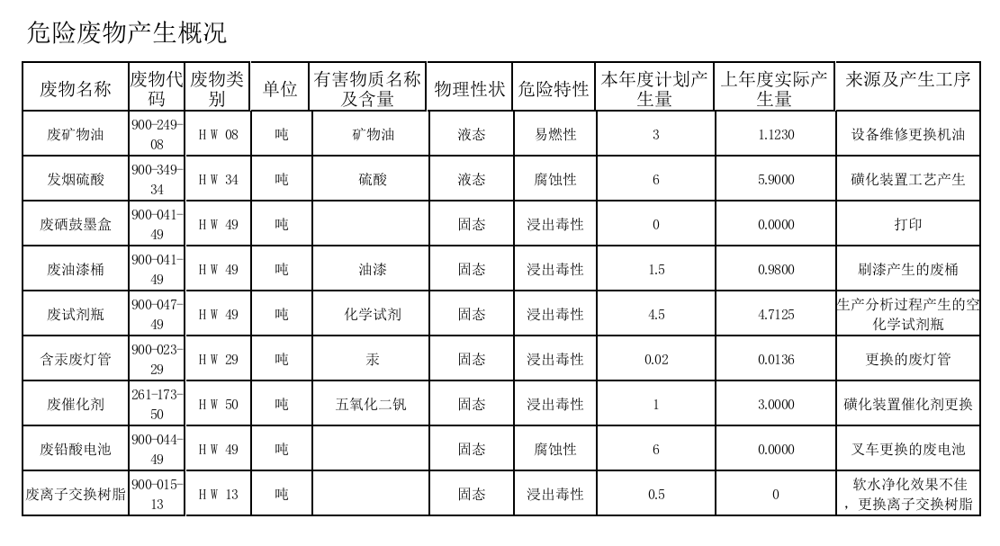 危险废物产生概况
废物名称 废物代码 废物类别 单位 有害物质名称及含量 物理性状 危险特性 本年度计划产生量 上年度实际产生量 来源及产生工序
废矿物油 900-249-08 HW 08 吨 矿物油 液态 易燃性 3 1.1230 设备维修更换机油
发烟硫酸 900-349-34 HW 34 吨 硫酸 液态 腐蚀性 6 5.9000 磺化装置工艺产生
废硒鼓墨盒 900-041-49 HW 49 吨 固态 浸出毒性 0 0.0000 打印
废油漆桶 900-041-49 HW 49 吨 油漆 固态 浸出毒性 1.5 0.9800 刷漆产生的废桶
废试剂瓶 900-047-49 HW 49 吨 化学试剂 固态 浸出毒性 4.5 4.7125 生产分析过程产生的空化学试剂瓶
含汞废灯管 900-023-29 HW 29 吨 汞 固态 浸出毒性 0.02 0.0136 更换的废灯管
废催化剂 261-173-50 HW 50 吨 五氧化二钒 固态 浸出毒性 1 3.0000 磺化装置催化剂更换
废铅酸电池 900-044-49 HW 49 吨 固态 腐蚀性 6 0.0000 叉车更换的废电池
废离子交换树脂 900-015-13 HW 13 吨 固态 浸出毒性 0.5 0 软水净化效果不佳，更换离子交换树脂